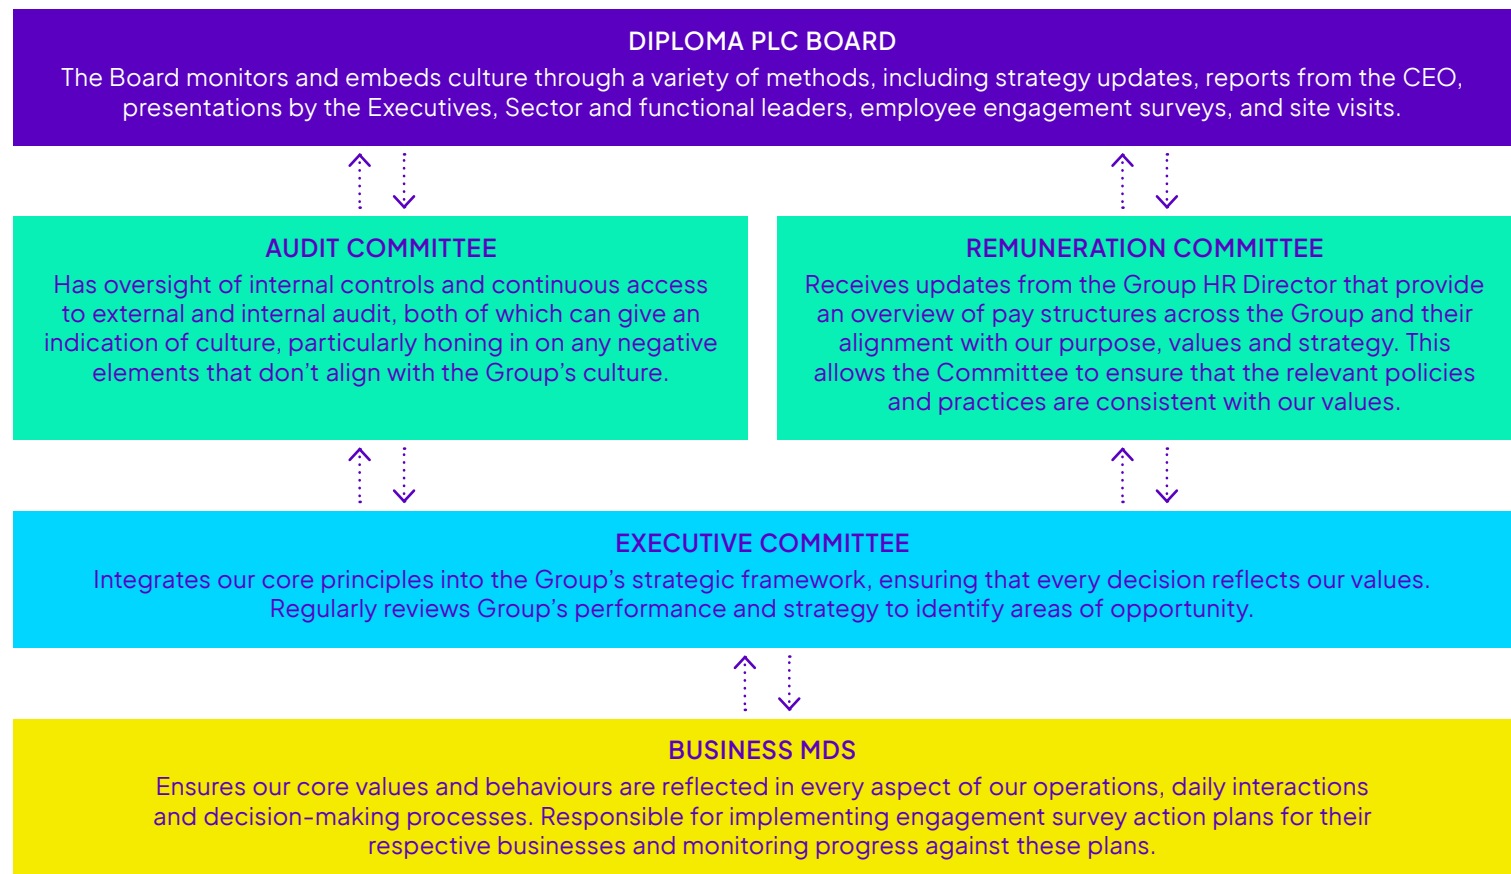 DIPLOMA PLC BOARD
The Board monitors and embeds culture through a variety of methods, including strategy updates, reports from the CEO,
presentations by the Executives, Sector and functional leaders, employee engagement surveys, and site visits.
AUDIT COMMITTEE
Has oversight of internal controls and continuous access
to external and internal audit, both of which can give an
indication of culture, particularly honing in on any negative
elements that don’t align with the Group’s culture.
REMUNERATION COMMITTEE
Receives updates from the Group HR Director that provide
an overview of pay structures across the Group and their
alignment with our purpose, values and strategy. This
allows the Committee to ensure that the relevant policies
and practices are consistent with our values.
EXECUTIVE COMMITTEE
Integrates our core principles into the Group’s strategic framework, ensuring that every decision reflects our values.
Regularly reviews Group’s performance and strategy to identify areas of opportunity.
BUSINESS MDS
Ensures our core values and behaviours are reflected in every aspect of our operations, daily interactions
and decision-making processes. Responsible for implementing engagement survey action plans for their
respective businesses and monitoring progress against these plans.